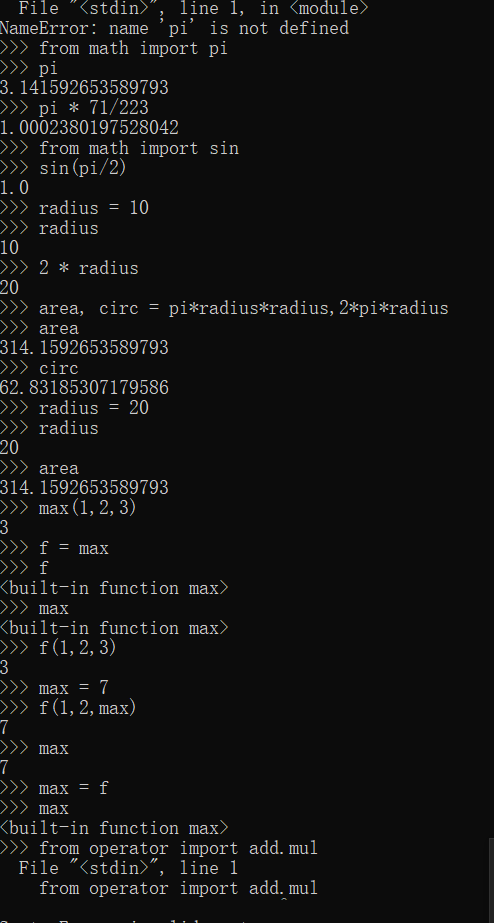 File "<stdin>", line 1, in <module>
NameError: name 'pi' is not defined
>>> from math import pi
>>> pi
3.141592653589793
>>> pi * 71/223
1.0002380197528042
>>> from math import sin
>>> sin(pi/2)
1.0
>>> radius = 10
>>> radius
10
>>> 2 * radius
20
>>> area, circ = pi*radius*radius,2*pi*radius
>>> area
314.1592653589793
>>> circ
62.83185307179586
>>> radius = 20
>>> radius
20
>>> area
314.1592653589793
>>> max(1,2,3)
3
>>> f = max
>>> f
<built-in function max>
>>> max
<built-in function max>
>>> f(1,2,3)
3
>>> max = 7
>>> f(1,2,max)
7
>>> max
7
>>> max = f
>>> max
<built-in function max>
>>> from operator import add.mul
File "<stdin>", line 1
from operator import add.mul
^